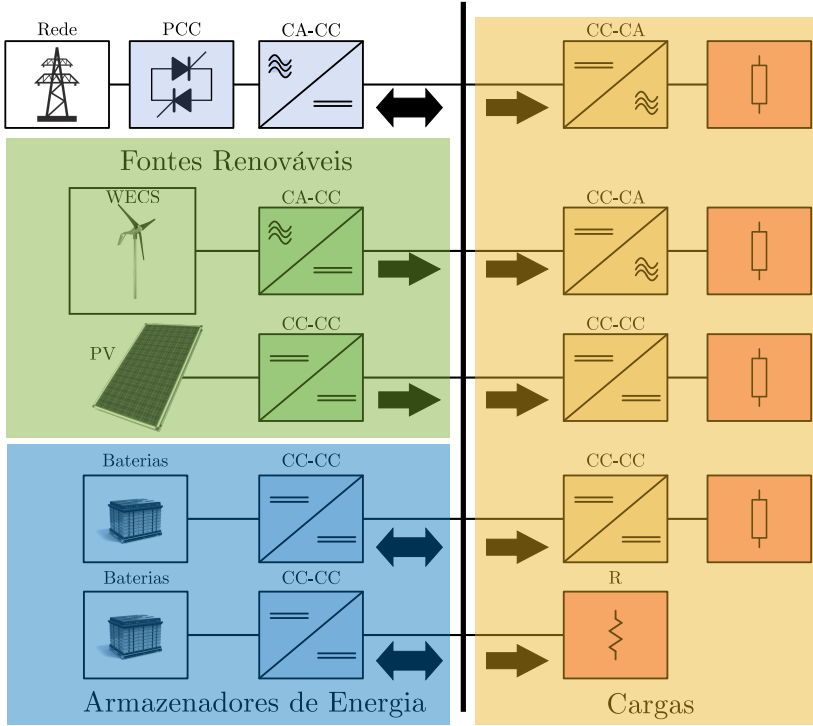 Rede
PCC
CA-CC
CC-CA
Fontes Renováveis
WECS
CA-CC
CC-CA
PV
CC-CC
CC-CC
Baterias
CC-CC
CC-CC
Baterias
CC-CC
R
Armazenadores de Energia
Cargas